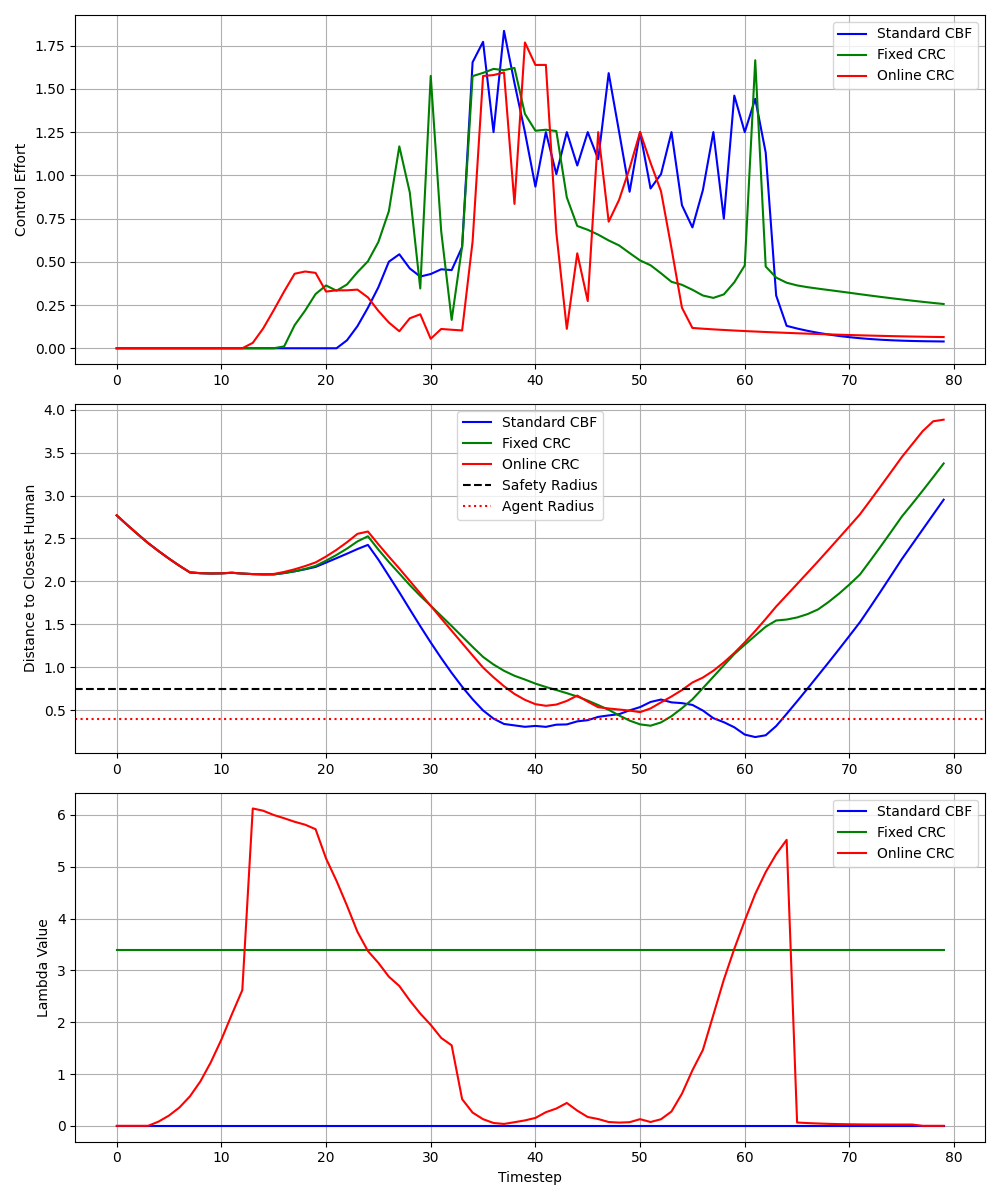 Control Effort
1.75
1.50
1.25
1.00
0.75
0.50
0.25
0.00
Standard CBF
Fixed CRC
Online CRC
0 10 20 30 40 50 60 70 80
Distance to Closest Human
4.0
3.5
3.0
2.5
2.0
1.5
1.0
0.5
Standard CBF
Fixed CRC
Online CRC
Safety Radius
Agent Radius
0 10 20 30 40 50 60 70 80
Lambda Value
6
5
4
3
2
1
0
Standard CBF
Fixed CRC
Online CRC
0 10 20 30 40 50 60 70 80
Timestep